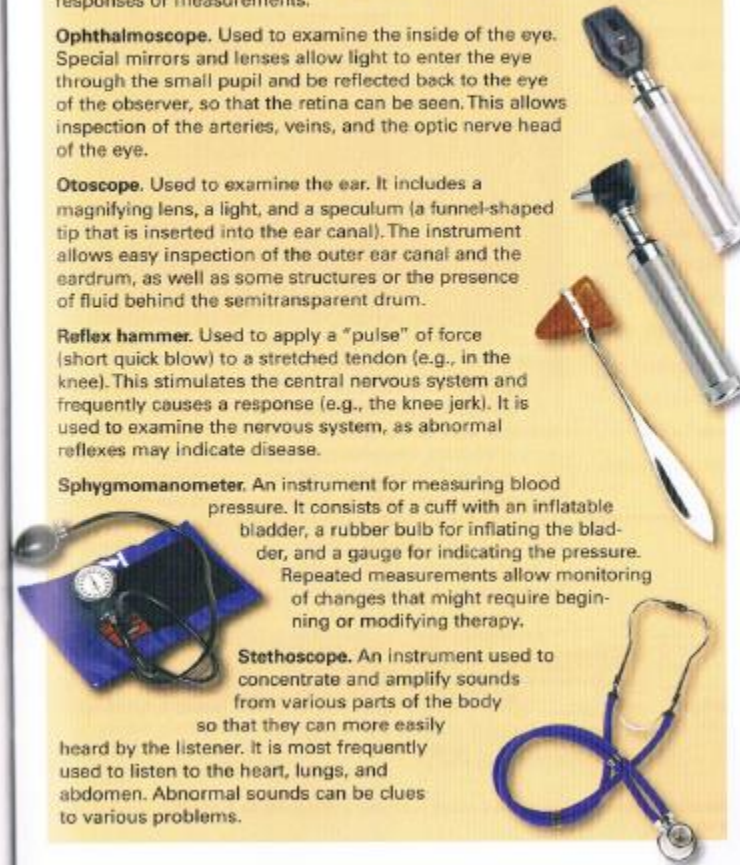 responses or measurements.
Ophthalmoscope. Used to examine the inside of the eye.
Special mirrors and lenses allow light to enter the eye
through the small pupil and be reflected back to the eye
of the observer, so that the retina can be seen. This allows
inspection of the arteries, veins, and the optic nerve head
of the eye.
Otoscope. Used to examine the ear. It includes a
magnifying lens, a light, and a speculum (a funnel-shaped
tip that is inserted into the ear canal). The instrument
allows easy inspection of the outer ear canal and the
eardrum, as well as some structures or the presence
of fluid behind the semitransparent drum.
Reflex hammer. Used to apply a "pulse" of force
(short quick blow) to a stretched tendon (e.g., in the
knee). This stimulates the central nervous system and
frequently causes a response (e.g., the knee jerk). It is
used to examine the nervous system, as abnormal
reflexes may indicate disease.
Sphygmomanometer. An instrument for measuring blood
pressure. It consists of a cuff with an inflatable
bladder, a rubber bulb for inflating the blad-
der, and a gauge for indicating the pressure.
Repeated measurements allow monitoring
of changes that might require begin-
ning or modifying therapy.
Stethoscope. An instrument used to
concentrate and amplify sounds
from various parts of the body
so that they can more easily
heard by the listener. It is most frequently
used to listen to the heart, lungs, and
abdomen. Abnormal sounds can be clues
to various problems.